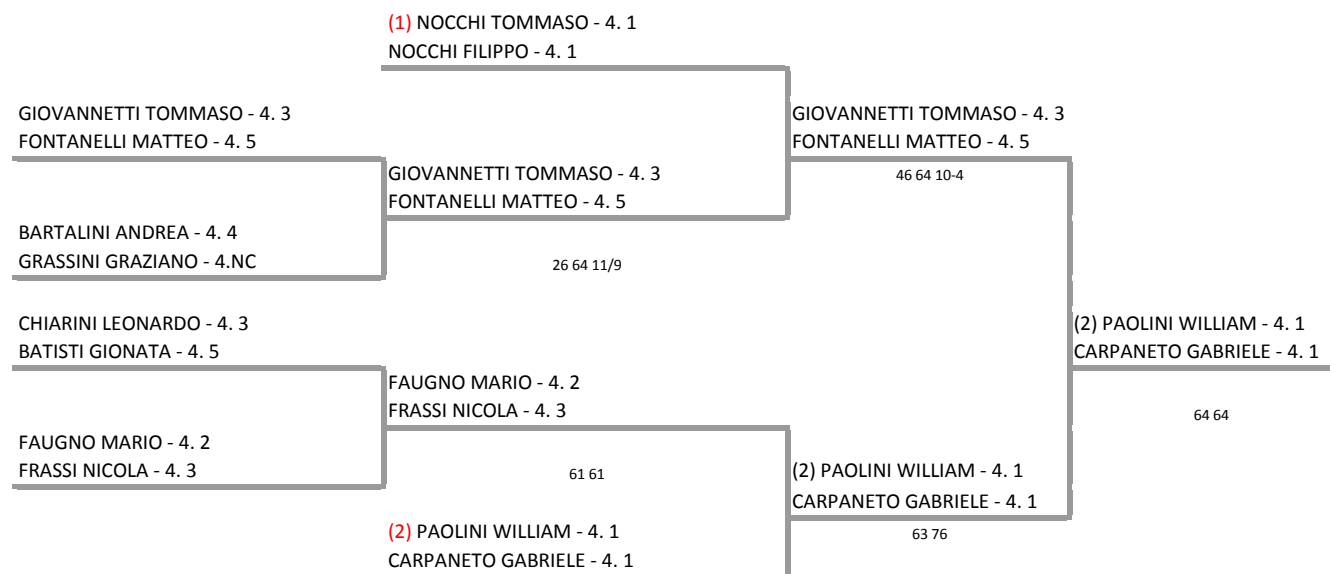 (1) NOCCHI TOMMASO - 4. 1
NOCCHI FILIPPO - 4. 1
GIOVANNETTI TOMMASO - 4. 3
FONTANELLI MATTEO - 4. 5
GIOVANNETTI TOMMASO - 4. 3
FONTANELLI MATTEO - 4. 5
GIOVANNETTI TOMMASO - 4. 3
FONTANELLI MATTEO - 4. 5
46 64 10-4
BARTALINI ANDREA - 4. 4
GRASSINI GRAZIANO - 4.NC
26 64 11/9
CHIARINI LEONARDO - 4. 3
BATISTI GIONATA - 4. 5
(2) PAOLINI WILLIAM - 4. 1
CARPANETO GABRIELE - 4. 1
FAUGNO MARIO - 4. 2
FRASSI NICOLA - 4. 3
64 64
FAUGNO MARIO - 4. 2
FRASSI NICOLA - 4. 3
61 61
(2) PAOLINI WILLIAM - 4. 1
CARPANETO GABRIELE - 4. 1
63 76
(2) PAOLINI WILLIAM - 4. 1
CARPANETO GABRIELE - 4. 1